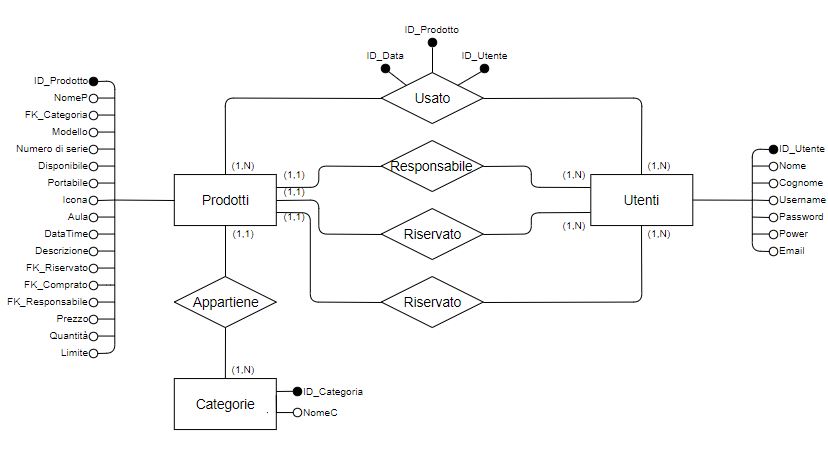 ID_Prodotto
ID_Data
ID_Utente
Usato
ID_Prodotto
NomeP
FK_Categoria
Modello
Numero di serie
Disponibile
Portabile
Icona
Aula
DataTime
Descrizione
FK_Riservato
FK_Comprato
FK_Responsabile
Prezzo
Quantità
Limite
(1,N)
(1,1)
(1,1)
(1,1)
Prodotti
(1,1)
Responsabile
Riservato
Riservato
(1,N)
(1,N)
Utenti
(1,N)
(1,N)
ID_Utente
Nome
Cognome
Username
Password
Power
Email
Appartiene
(1,N)
Categorie
ID_Categoria
NomeC